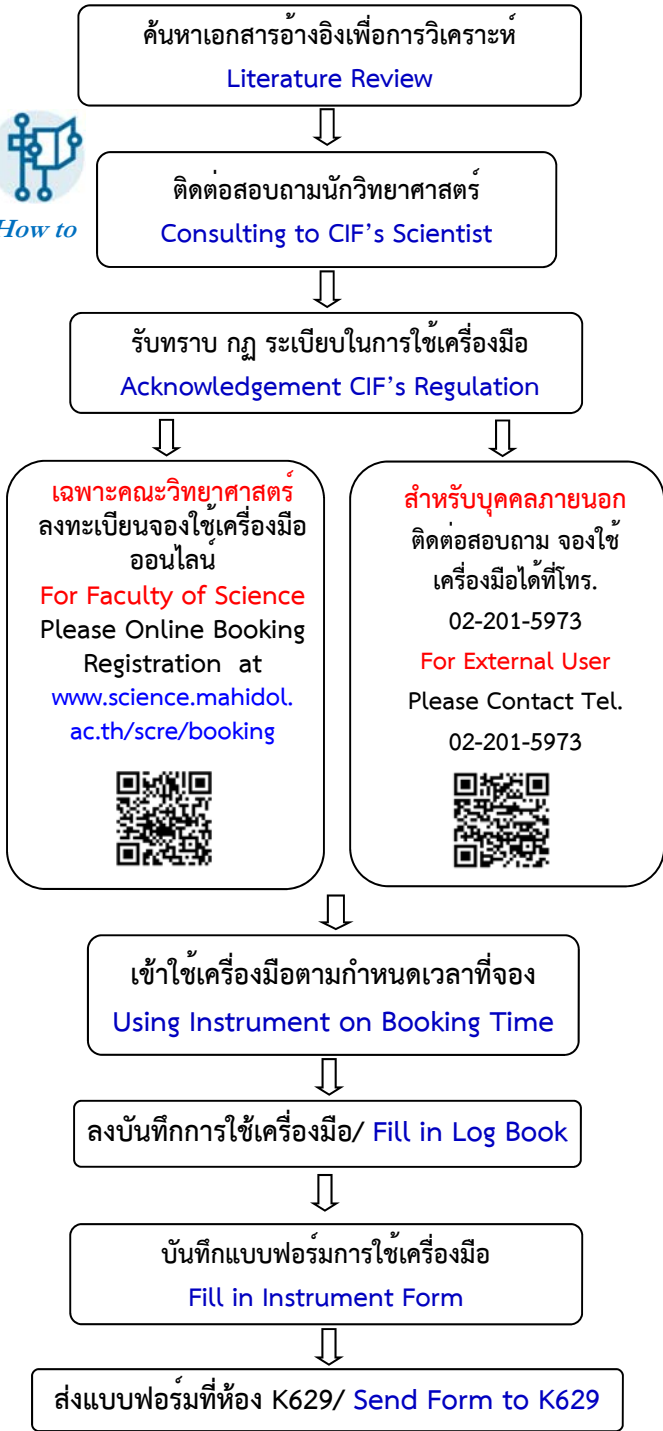 ค้นหาเอกสารอ้างอิงเพื่อการวิเคราะห์
Literature Review
How to
ติดต่อสอบถามนักวิทยาศาสตร์
Consulting to CIF's Scientist
รับทราบ กฏ ระเบียบในการใช้เครื่องมือ
Acknowledgement CIF's Regulation
เฉพาะคณะวิทยาศาสตร์
ลงทะเบียนจองใช้เครื่องมือ
ออนไลน์
For Faculty of Science
Please Online Booking
Registration at
www.science.mahidol.
ac.th/scre/booking
สำหรับบุคคลภายนอก
ติดต่อสอบถาม จองใช้
เครื่องมือได้ที่โทร.
02-201-5973
For External User
Please Contact Tel.
02-201-5973
เข้าใช้เครื่องมือตามกำหนดเวลาที่จอง
Using Instrument on Booking Time
ลงบันทึกการใช้เครื่องมือ/ Fill in Log Book
บันทึกแบบฟอร์มการใช้เครื่องมือ
Fill in Instrument Form
ส่งแบบฟอร์มที่ห้อง K629/ Send Form to K629